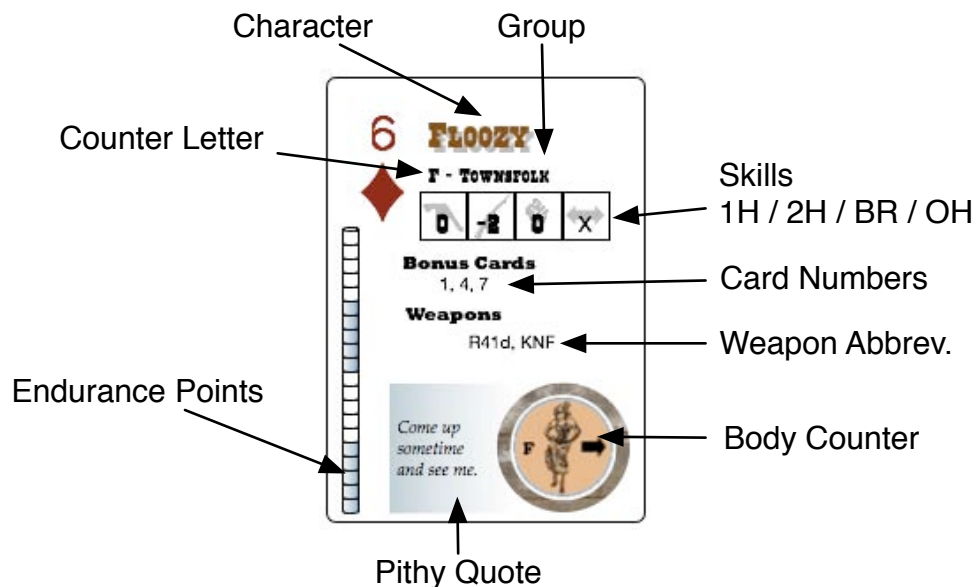 Character
Group
6
FLOOZY
Counter Letter
F - TOWNSFOLK
Skills
1H / 2H / BR / OH
0 -2 0 X
Bonus Cards
1, 4, 7
Card Numbers
Weapons
R41d, KNF
Weapon Abbrev.
Endurance Points
Come up
sometime
and see me.
F
Body Counter
Pithy Quote